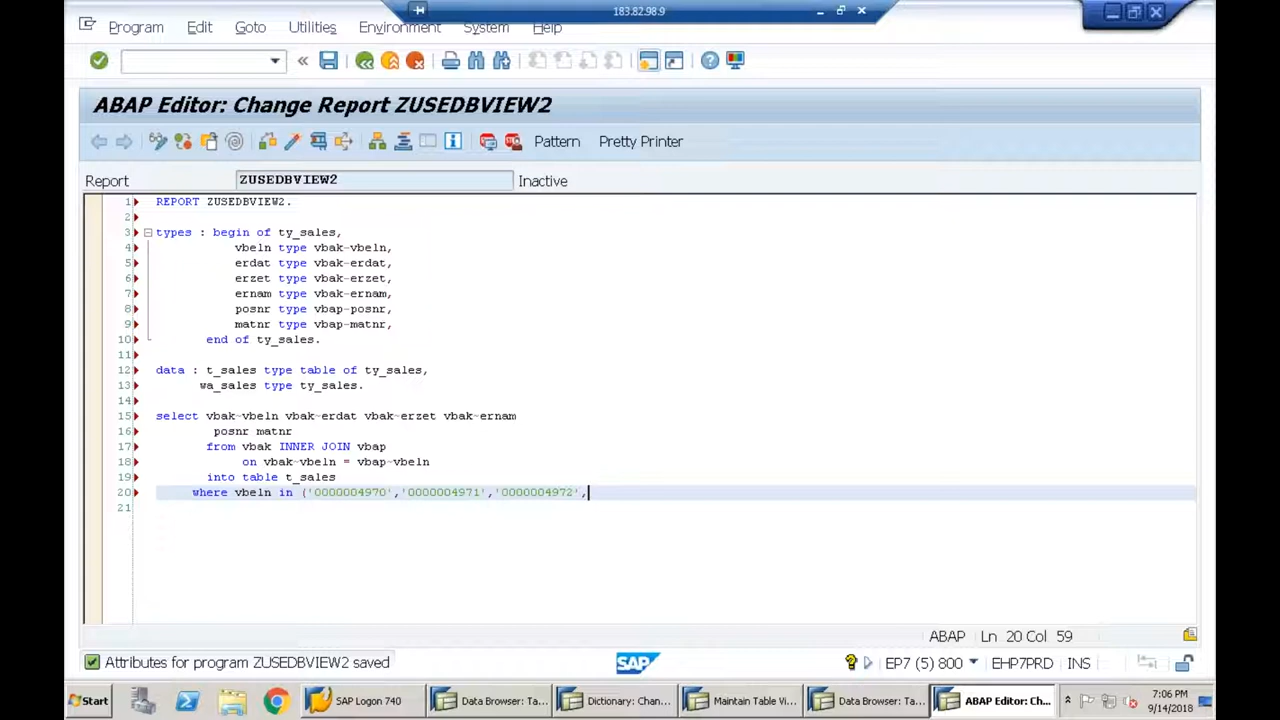 183.82.98.9
Program Edit Goto Utilities Environment System Help
ABAP Editor: Change Report ZUSEDBVIEW2
Pattern Pretty Printer
Report ZUSEDBVIEW2 Inactive
1 REPORT ZUSEDBVIEW2.
2
3 types : begin of ty_sales,
4 vbeln type vbak-vbeln,
5 erdat type vbak-erdat,
6 erzet type vbak-erzet,
7 ernam type vbak-ernam,
8 posnr type vbap-posnr,
9 matnr type vbap-matnr,
10 end of ty_sales.
11
12 data : t_sales type table of ty_sales,
13 wa_sales type ty_sales.
14
15 select vbak~vbeln vbak~erdat vbak~erzet vbak~ernam
16 posnr matnr
17 from vbak INNER JOIN vbap
18 on vbak~vbeln = vbap~vbeln
19 into table t_sales
20 where vbeln in ('0000004970','0000004971','0000004972',
21
ABAP Ln 20 Col 59
Attributes for program ZUSEDBVIEW2 saved SAP EP7 (5) 800 EHP7PRD INS
Start SAP Logon 740 Data Browser: Ta... Dictionary: Chan... Maintain Table Vi... Data Browser: Ta... ABAP Editor: Ch... 7:06 PM
9/14/2018